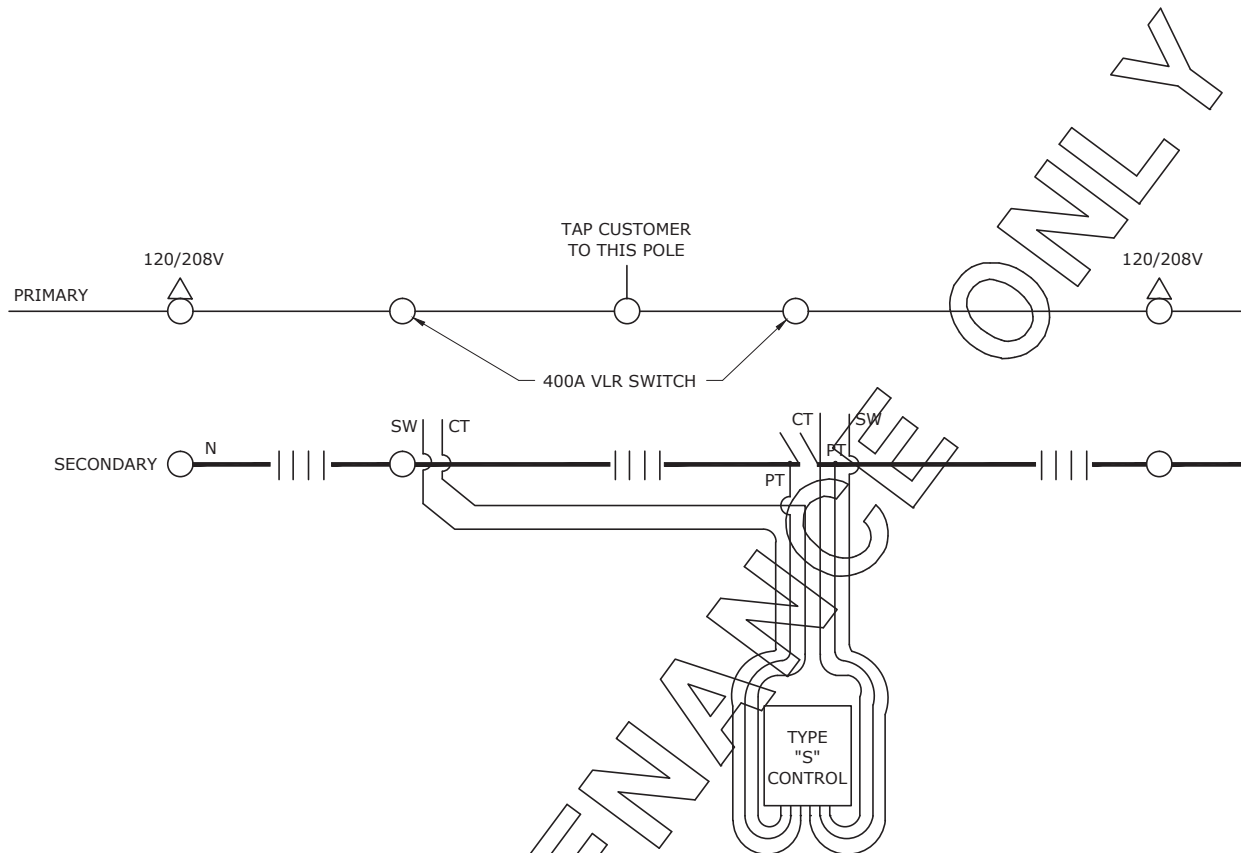 TAP CUSTOMER
TO THIS POLE
120/208V
120/208V
PRIMARY
400A VLR SWITCH
SW
CT
CT
SW
N
PT
SECONDARY
PT
TYPE
"S"
CONTROL
ENANCE ONLY